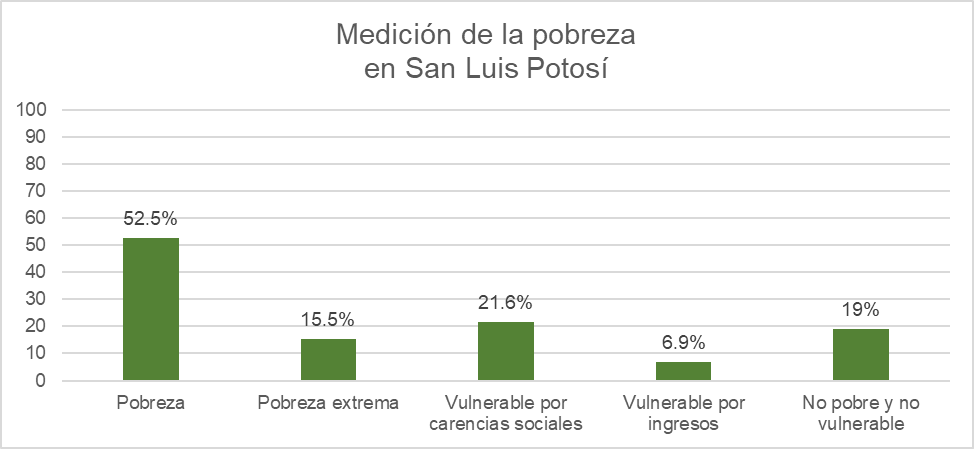 Medición de la pobreza
en San Luis Potosí
100
90
80
70
60
50
40
30
20
10
0
52.5%
15.5%
21.6%
6.9%
19%
Pobreza
Pobreza extrema
Vulnerable por
carencias sociales
Vulnerable por
ingresos
No pobre y no
vulnerable